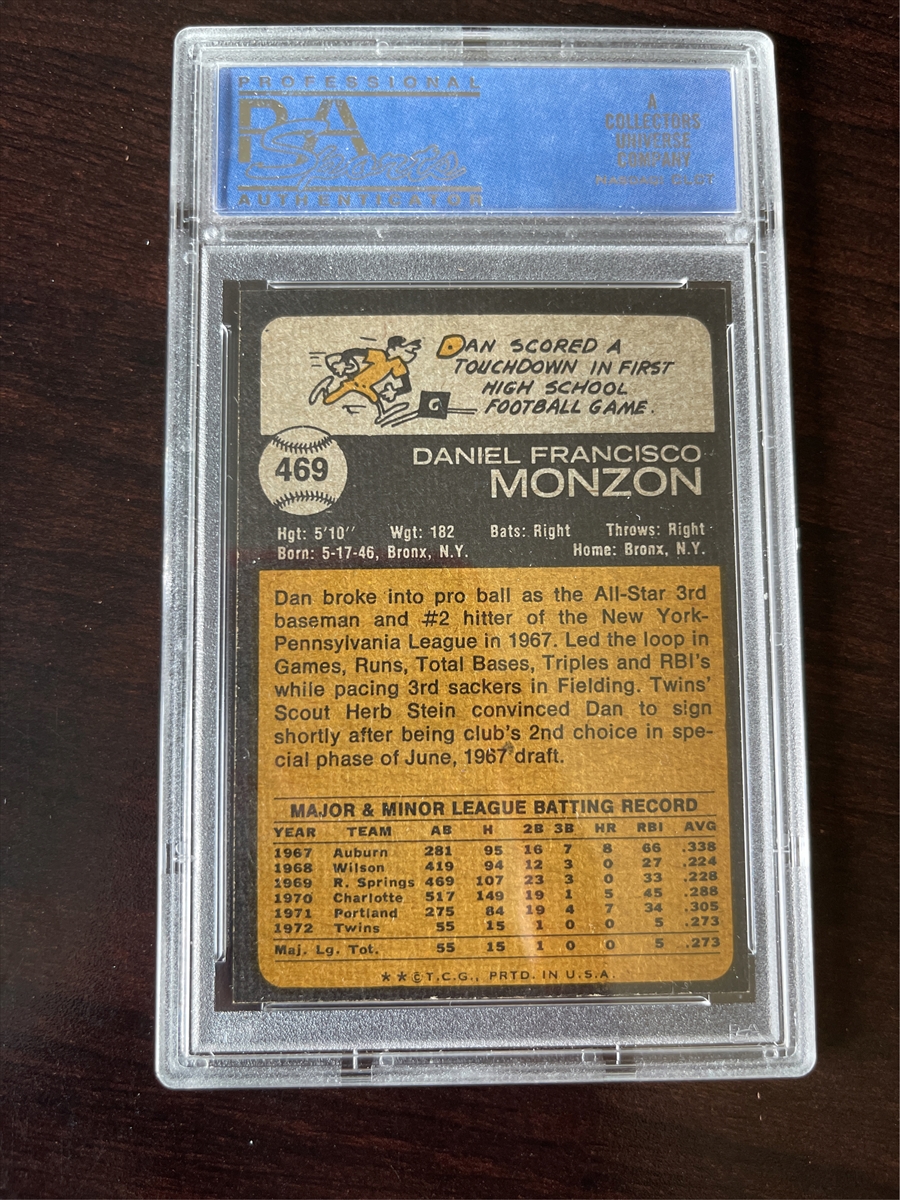 PROFESSIONAL
PSA
Sports
AUTHENTICATOR
A
COLLECTORS
UNIVERSE
COMPANY
NASDAQ: CLCT
DAN SCORED A
TOUCHDOWN IN FIRST
HIGH SCHOOL
FOOTBALL GAME.
469
DANIEL FRANCISCO
MONZON
Hgt: 5'10" Wgt: 182 Bats: Right Throws: Right
Born: 5-17-46, Bronx, N.Y. Home: Bronx, N.Y.
Dan broke into pro ball as the All-Star 3rd
baseman and #2 hitter of the New York-
Pennsylvania League in 1967. Led the loop in
Games, Runs, Total Bases, Triples and RBI's
while pacing 3rd sackers in Fielding. Twins'
Scout Herb Stein convinced Dan to sign
shortly after being club's 2nd choice in spe-
cial phase of June, 1967 draft.
MAJOR & MINOR LEAGUE BATTING RECORD
YEAR TEAM AB H 2B 3B HR RBI AVG
1967 Auburn 281 95 16 7 8 66 .338
1968 Wilson 419 94 12 3 0 27 .224
1969 R. Springs 469 107 23 3 0 33 .228
1970 Charlotte 517 149 19 1 5 45 .288
1971 Portland 275 84 19 4 7 34 .305
1972 Twins 55 15 1 0 0 5 .273
Maj. Lg. Tot. 55 15 1 0 0 5 .273
**©T.C.G., PRTD. IN U.S.A.